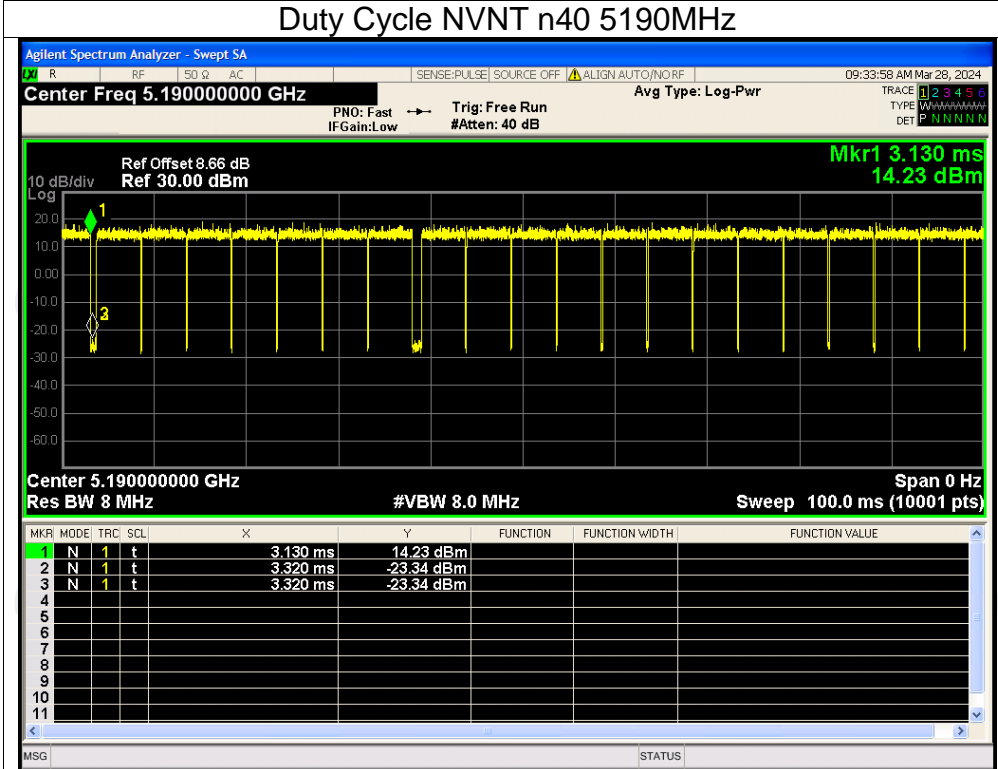 Duty Cycle NVNT n40 5190MHz
Agilent Spectrum Analyzer - Swept SA
LXI R RF 50 Ω AC SENSE:PULSE SOURCE OFF ALIGN AUTO/NO RF 09:33:58 AM Mar 28, 2024
Center Freq 5.190000000 GHz Avg Type: Log-Pwr TRACE 1 2 3 4 5 6
PNO: Fast Trig: Free Run TYPE W
IFGain:Low #Atten: 40 dB DET P N N N N N
Mkr1 3.130 ms
Ref Offset 8.66 dB
10 dB/div Ref 30.00 dBm 14.23 dBm
Log
1
20.0
10.0
0.00
-10.0
3
-20.0
-30.0
-40.0
-50.0
-60.0
Center 5.190000000 GHz Span 0 Hz
Res BW 8 MHz #VBW 8.0 MHz Sweep 100.0 ms (10001 pts)
MKR MODE TRC SCL X Y FUNCTION FUNCTION WIDTH FUNCTION VALUE
1 N 1 t 3.130 ms 14.23 dBm
2 N 1 t 3.320 ms -23.34 dBm
3 N 1 t 3.320 ms -23.34 dBm
4
5
6
7
8
9
10
11
MSG STATUS